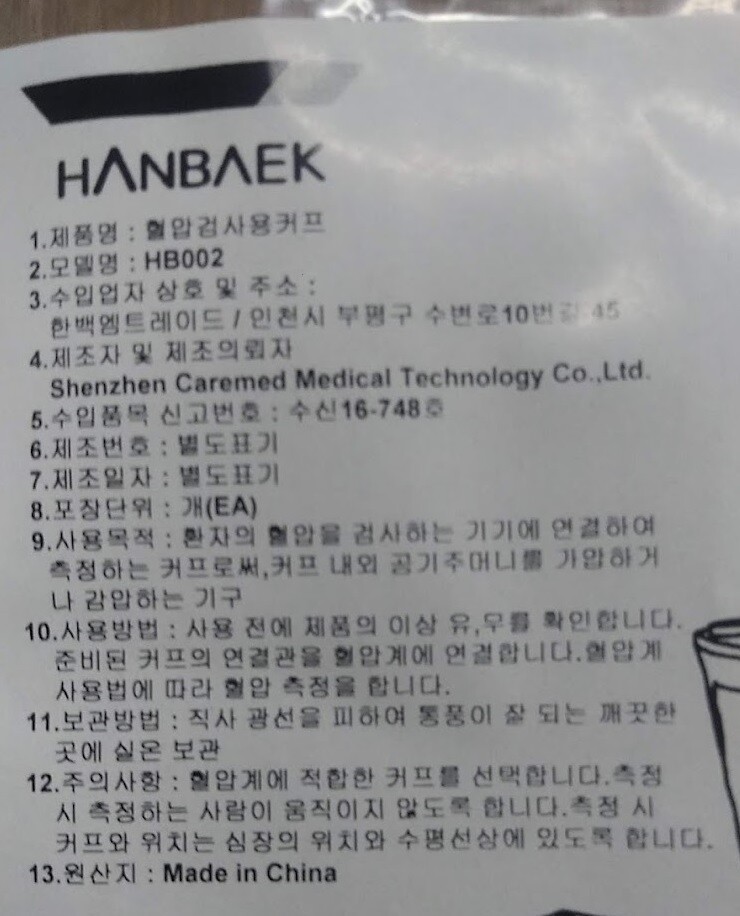 HANBAEK
1.제품명 : 혈압검사용커프
2.모델명 : HB002
3.수입업자 상호 및 주소 :
한백엠트레이드 / 인천시 부평구 수변로10번길 45
4.제조자 및 제조의뢰자
Shenzhen Caremed Medical Technology Co.,Ltd.
5.수입품목 신고번호 : 수신16-748호
6.제조번호 : 별도표기
7.제조일자 : 별도표기
8.포장단위 : 개(EA)
9.사용목적 : 환자의 혈압을 검사하는 기기에 연결하여
측정하는 커프로써,커프 내외 공기주머니를 가압하거
나 감압하는 기구
10.사용방법 : 사용 전에 제품의 이상 유,무를 확인합니다.
준비된 커프의 연결관을 혈압계에 연결합니다.혈압계
사용법에 따라 혈압 측정을 합니다.
11.보관방법 : 직사 광선을 피하여 통풍이 잘 되는 깨끗한
곳에 실온 보관
12.주의사항 : 혈압계에 적합한 커프를 선택합니다.측정
시 측정하는 사람이 움직이지 않도록 합니다.측정 시
커프와 위치는 심장의 위치와 수평선상에 있도록 합니다.
13.원산지 : Made in China